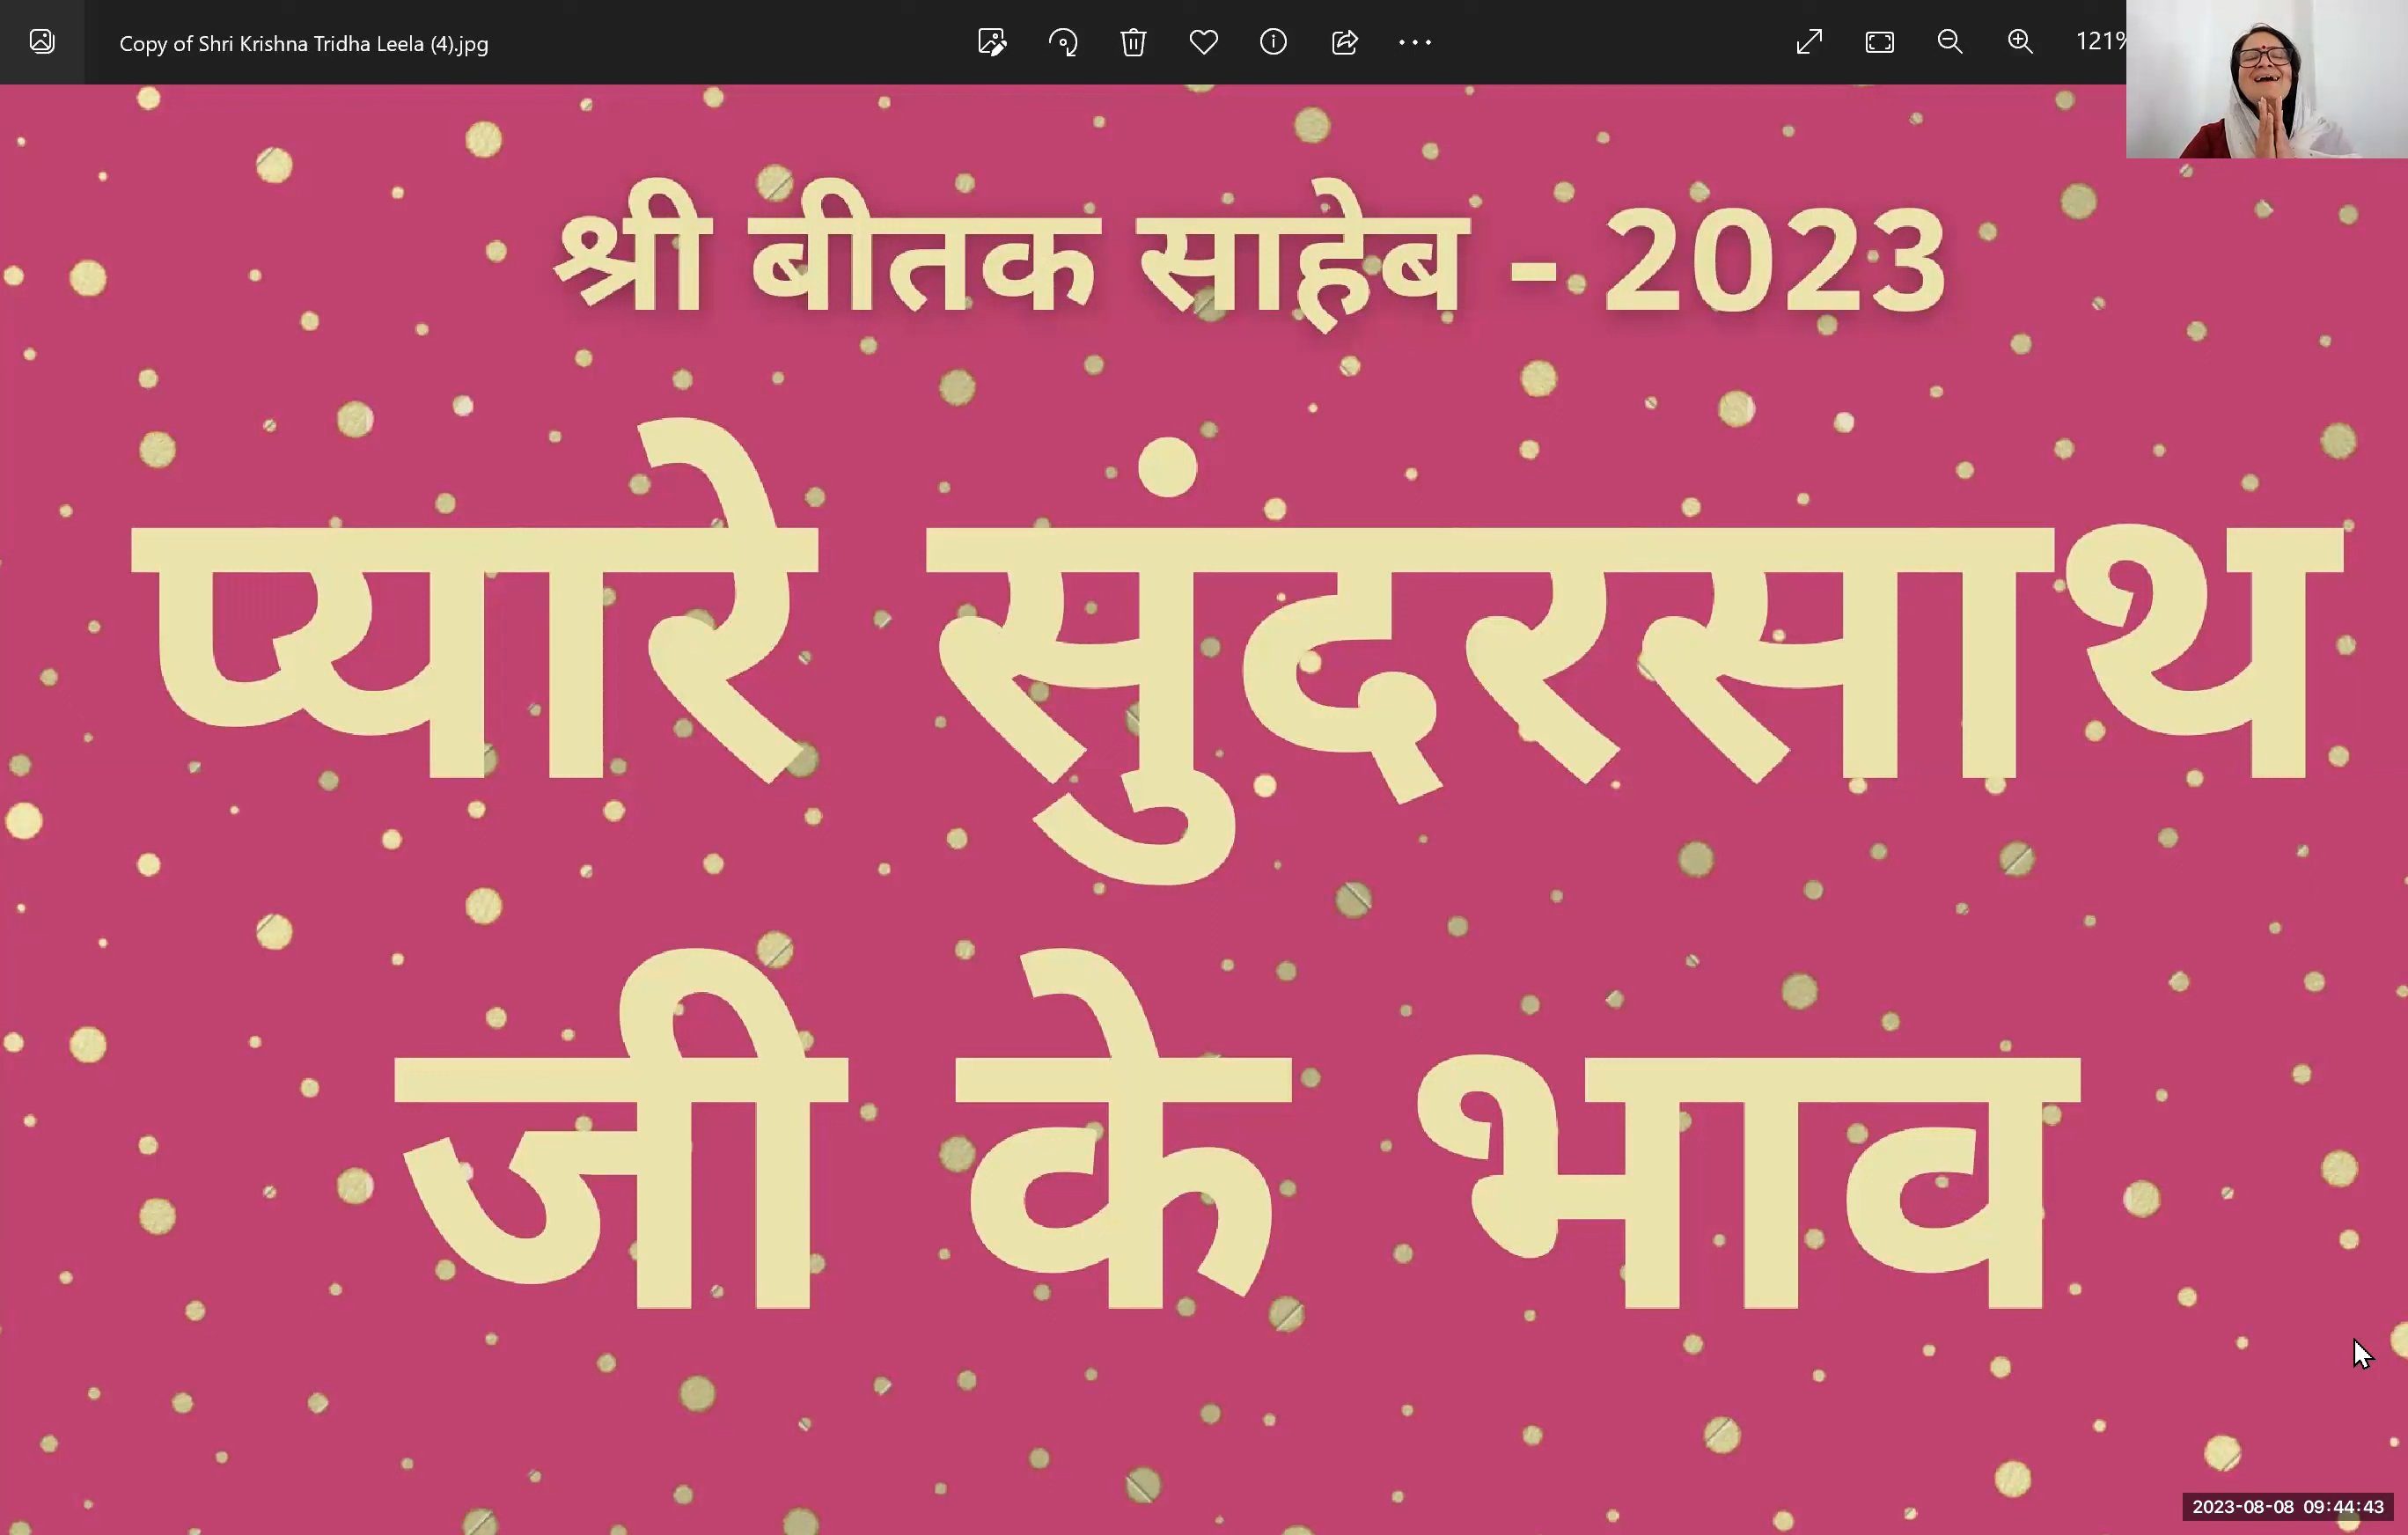 Copy of Shri Krishna Tridha Leela (4).jpg
121%
श्री बीतक साहेब - 2023
प्यारे सुंदरसाथ
जी के भाव
2023-08-08 09:44:43